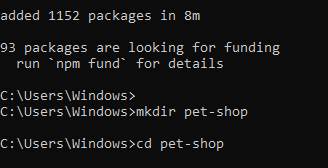 added 1152 packages in 8m
93 packages are looking for funding
  run `npm fund` for details
C:\Users\Windows>
C:\Users\Windows>mkdir pet-shop
C:\Users\Windows>cd pet-shop